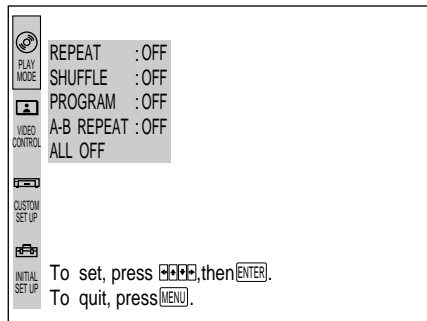 PLAY
MODE
REPEAT : OFF
SHUFFLE : OFF
PROGRAM : OFF
A-B REPEAT : OFF
ALL OFF
VIDEO
CONTROL
CUSTOM
SET UP
INITIAL
SET UP
To set, press ←↑↓→,then ENTER.
To quit, press MENU.